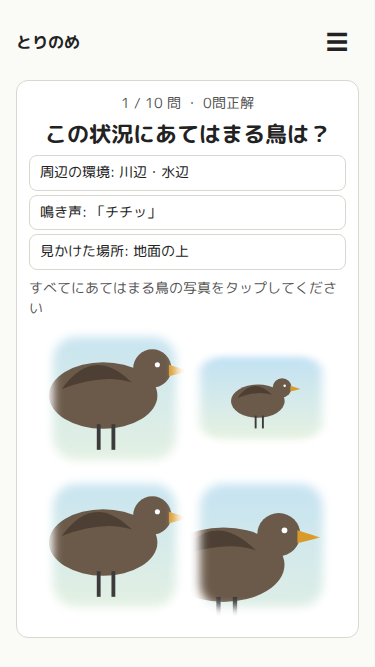 とりのめ
1 / 10 問 · 0問正解
この状況にあてはまる鳥は？
周辺の環境: 川辺・水辺
鳴き声: 「チチッ」
見かけた場所: 地面の上
すべてにあてはまる鳥の写真をタップしてくださ
い